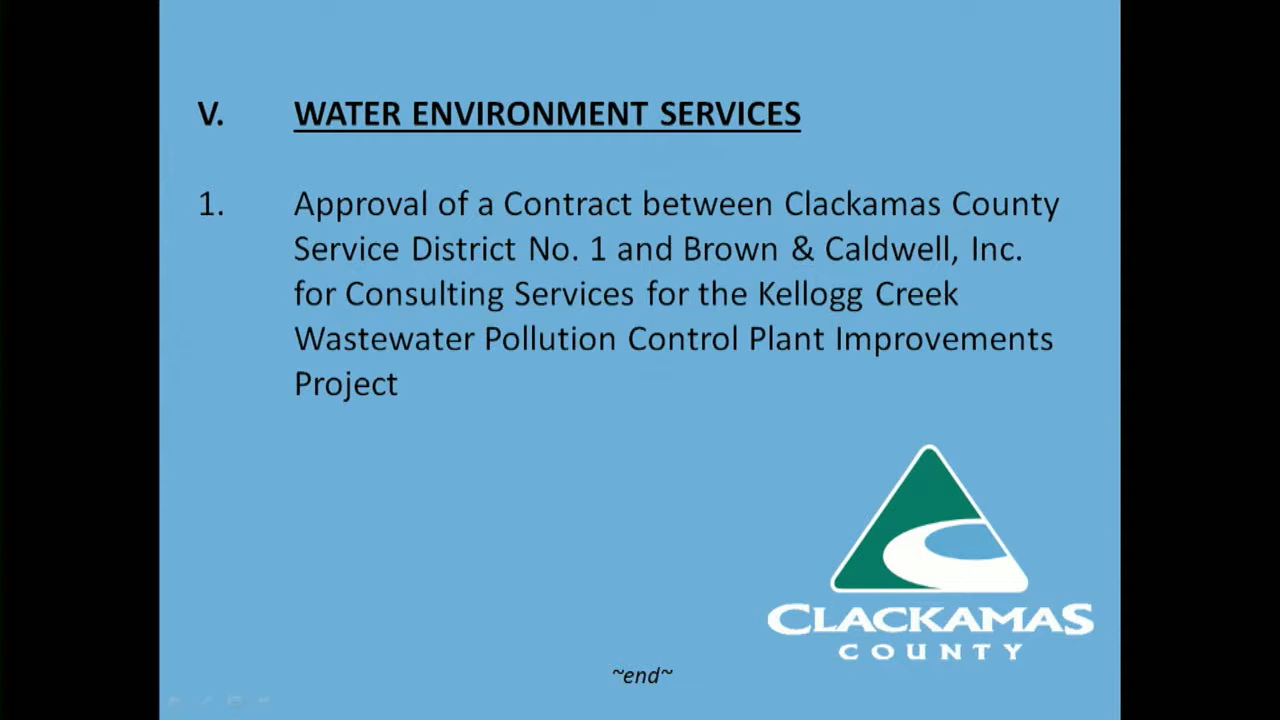 V. WATER ENVIRONMENT SERVICES
1. Approval of a Contract between Clackamas County
Service District No. 1 and Brown & Caldwell, Inc.
for Consulting Services for the Kellogg Creek
Wastewater Pollution Control Plant Improvements
Project
CLACKAMAS
COUNTY
~end~